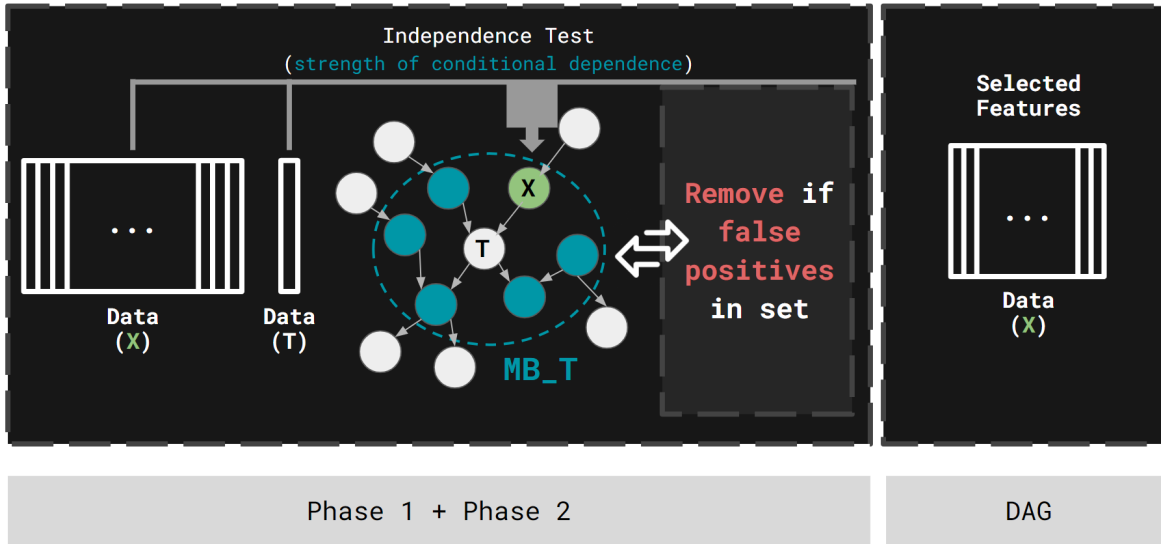 Independence Test
(strength of conditional dependence)
Selected
Features
X
T
...
...
Remove if
false
positives
in set
Data
(X)
Data
(T)
MB_T
Data
(X)
Phase 1 + Phase 2
DAG